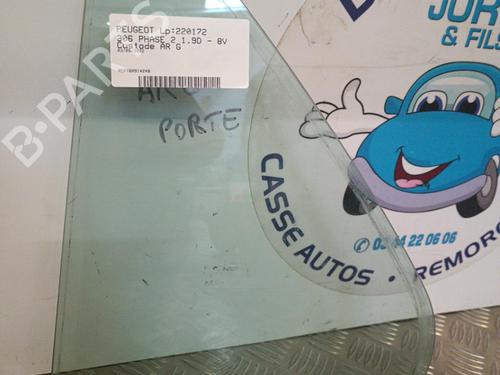 PEUGEOT Lp:220172
306 PHASE 2 1.9D - 8V
Custode AR G
AR G
PORTE
JUR
& FILS
CASSE AUTOS • REMORQ
03 44 22 06 06
B-PARTS